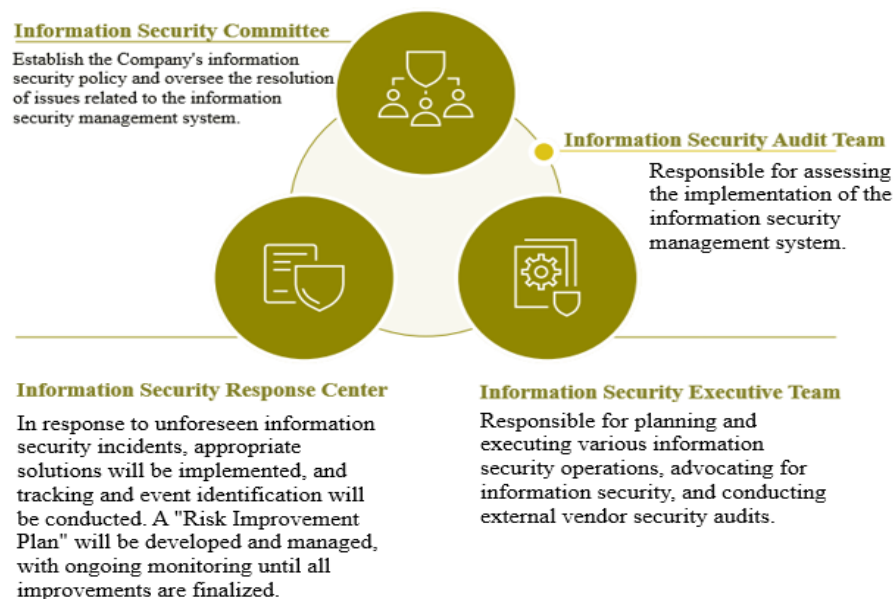 Information Security Committee
Establish the Company's information
security policy and oversee the resolution
of issues related to the information
security management system.
Information Security Audit Team
Responsible for assessing
the implementation of the
information security
management system.
Information Security Response Center
In response to unforeseen information
security incidents, appropriate
solutions will be implemented, and
tracking and event identification will
be conducted. A "Risk Improvement
Plan" will be developed and managed,
with ongoing monitoring until all
improvements are finalized.
Information Security Executive Team
Responsible for planning and
executing various information
security operations, advocating for
information security, and conducting
external vendor security audits.